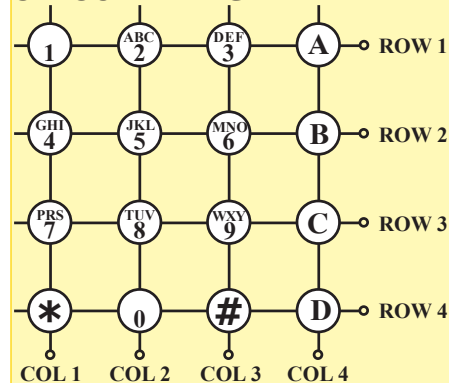 ABC DEF
1 2 3 A ROW 1
GHI JKL MNO
4 5 6 B ROW 2
PRS TUV WXY
7 8 9 C ROW 3
* 0 # D ROW 4
COL 1 COL 2 COL 3 COL 4